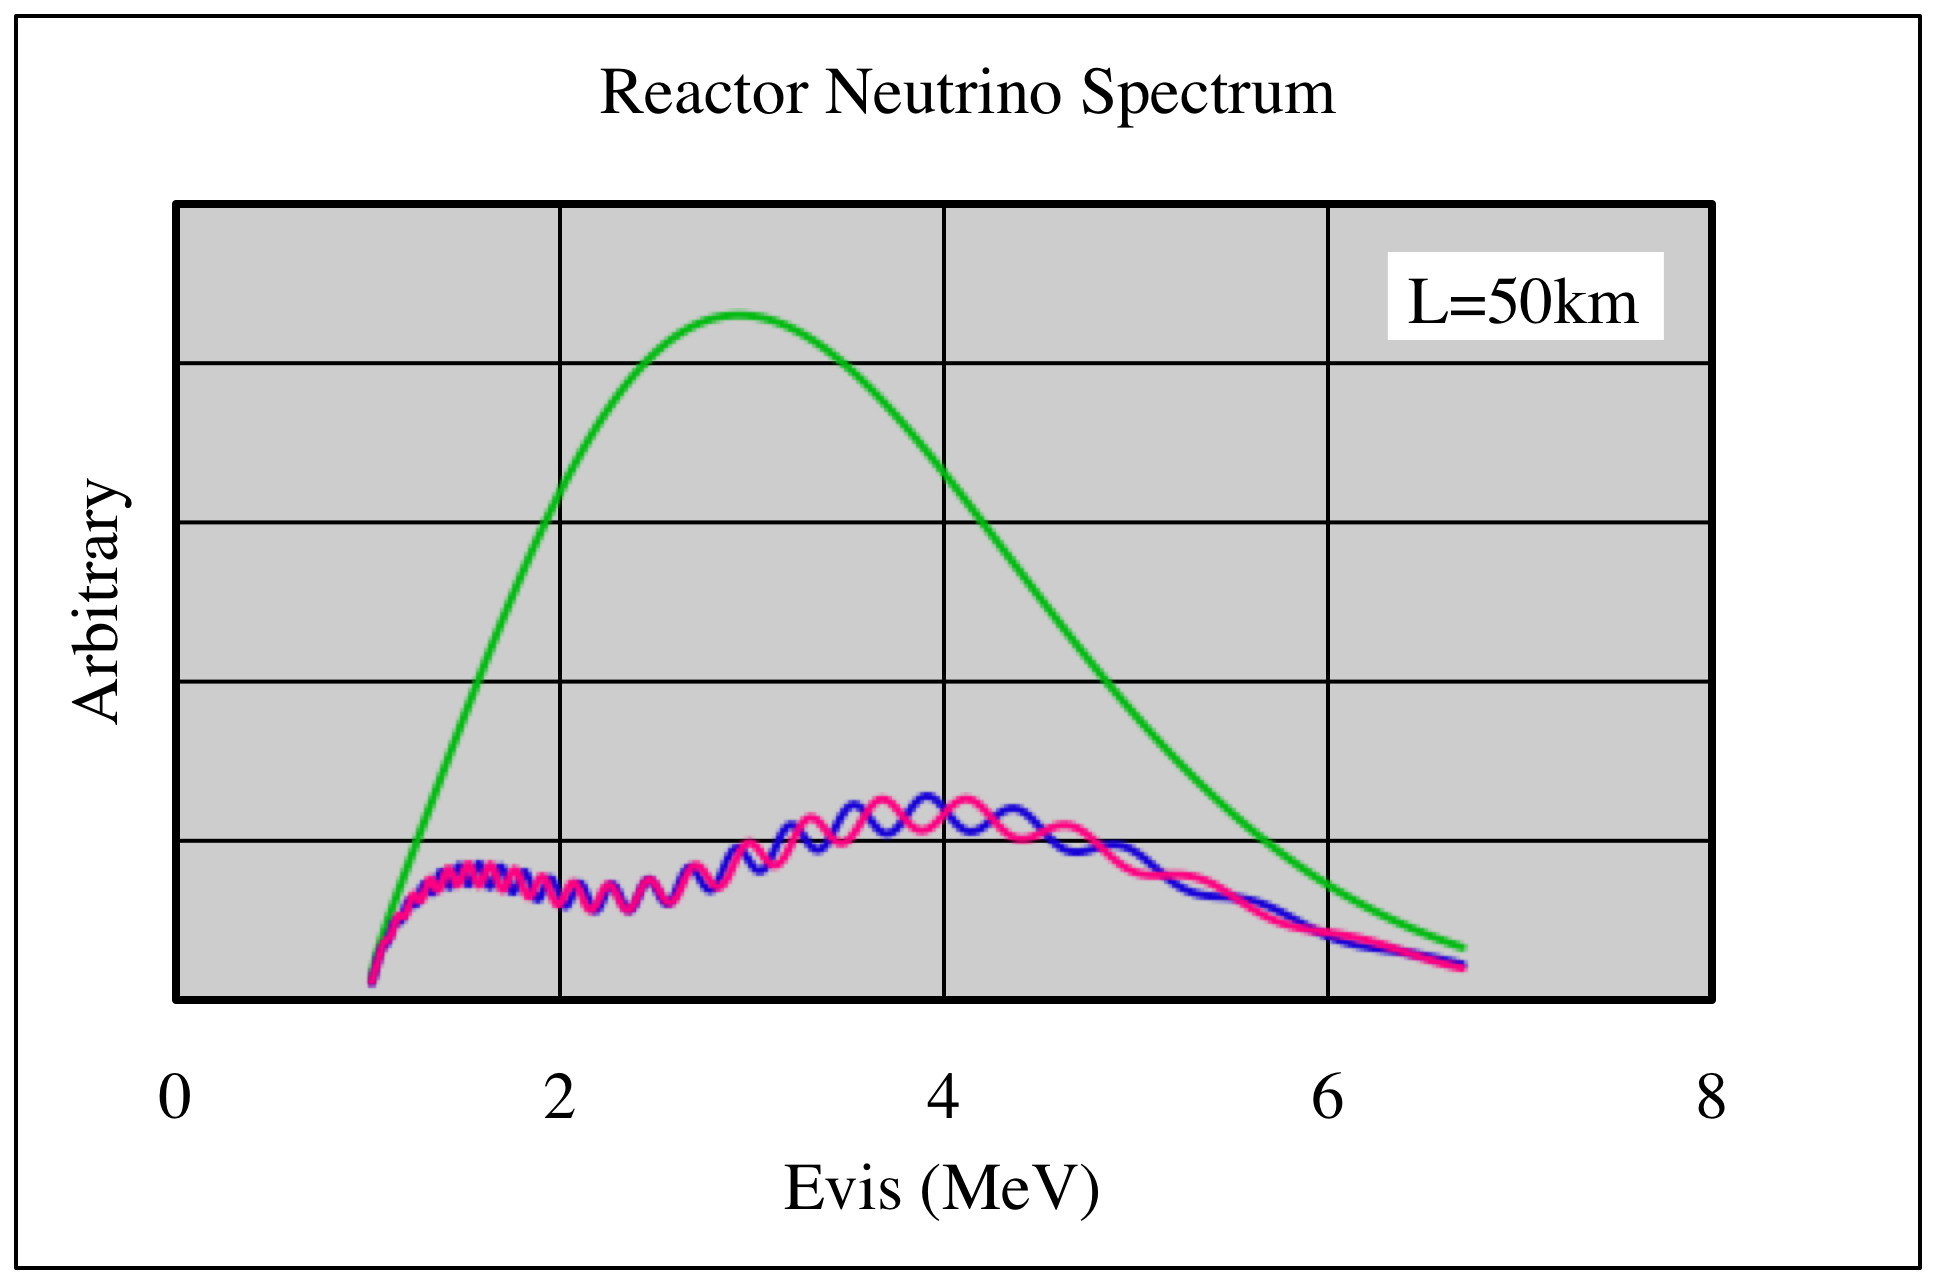 Reactor Neutrino Spectrum
L=50km
Arbitrary
0 2 4 6 8
Evis (MeV)